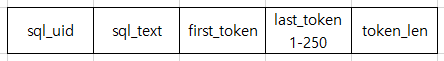 sql_uid
sql_text
first_token
last_token
1-250
token_len